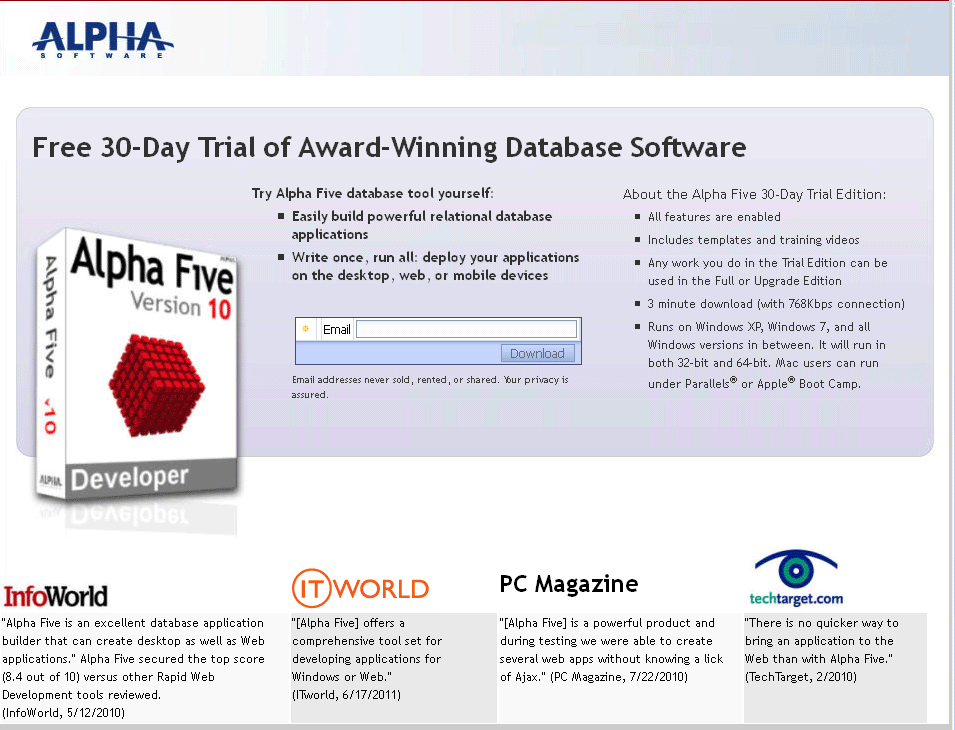 ALPHA
SOFTWARE
Free 30-Day Trial of Award-Winning Database Software
Try Alpha Five database tool yourself:
Easily build powerful relational database
applications
Write once, run all: deploy your applications
on the desktop, web, or mobile devices
Email
Download
Email addresses never sold, rented, or shared. Your privacy is
assured.
About the Alpha Five 30-Day Trial Edition:
All features are enabled
Includes templates and training videos
Any work you do in the Trial Edition can be
used in the Full or Upgrade Edition
3 minute download (with 768Kbps connection)
Runs on Windows XP, Windows 7, and all
Windows versions in between. It will run in
both 32-bit and 64-bit. Mac users can run
under Parallels® or Apple® Boot Camp.
Alpha Five
Version 10
Developer
Alpha Five v10
ALPHA
InfoWorld
"Alpha Five is an excellent database application
builder that can create desktop as well as Web
applications." Alpha Five secured the top score
(8.4 out of 10) versus other Rapid Web
Development tools reviewed.
(InfoWorld, 5/12/2010)
ITWORLD
"[Alpha Five] offers a
comprehensive tool set for
developing applications for
Windows or Web."
(ITworld, 6/17/2011)
PC Magazine
"[Alpha Five] is a powerful product and
during testing we were able to create
several web apps without knowing a lick
of Ajax." (PC Magazine, 7/22/2010)
techtarget.com
"There is no quicker way to
bring an application to the
Web than with Alpha Five."
(TechTarget, 2/2010)